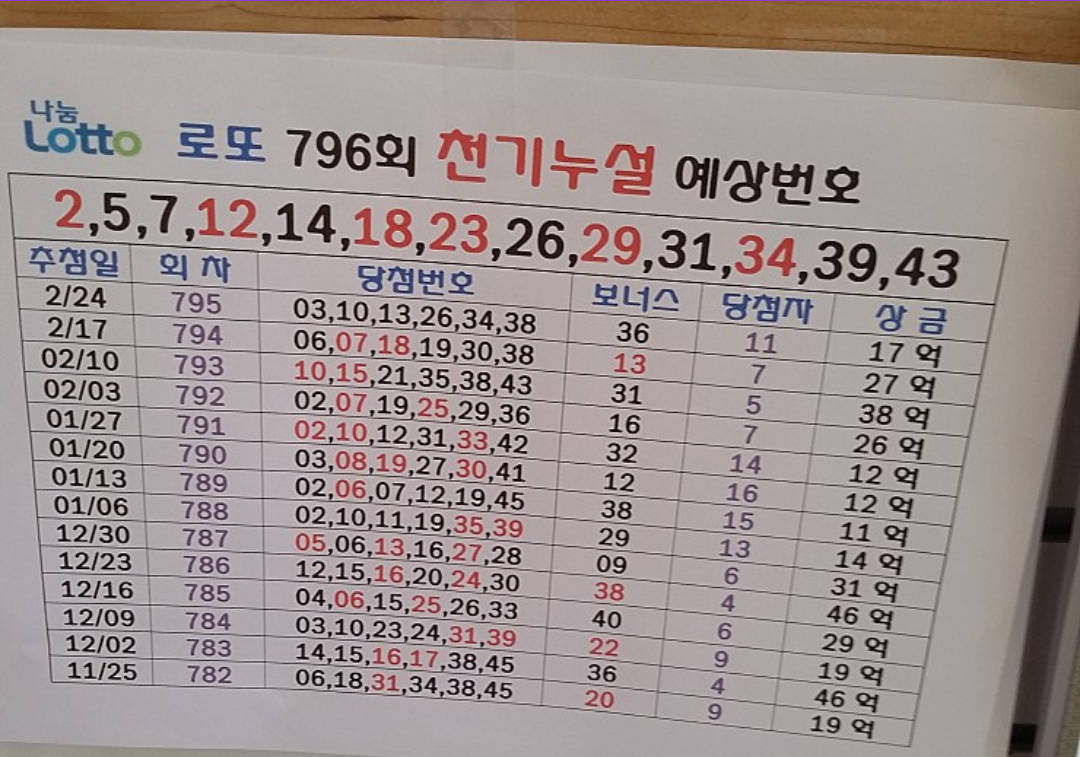 나눔
Lotto 로또 796회 천기누설 예상번호
2,5,7,12,14,18,23,26,29,31,34,39,43
추첨일 회 차 당첨번호 보너스 당첨자 상 금
2/24 795 03,10,13,26,34,38 36 11 17 억
2/17 794 06,07,18,19,30,38 13 7 27 억
02/10 793 10,15,21,35,38,43 31 5 38 억
02/03 792 02,07,19,25,29,36 16 7 26 억
01/27 791 02,10,12,31,33,42 32 14 12 억
01/20 790 03,08,19,27,30,41 12 16 12 억
01/13 789 02,06,07,12,19,45 38 15 11 억
01/06 788 02,10,11,19,35,39 29 13 14 억
12/30 787 05,06,13,16,27,28 09 6 31 억
12/23 786 12,15,16,20,24,30 38 4 46 억
12/16 785 04,06,15,25,26,33 40 6 29 억
12/09 784 03,10,23,24,31,39 22 9 19 억
12/02 783 14,15,16,17,38,45 36 4 46 억
11/25 782 06,18,31,34,38,45 20 9 19 억